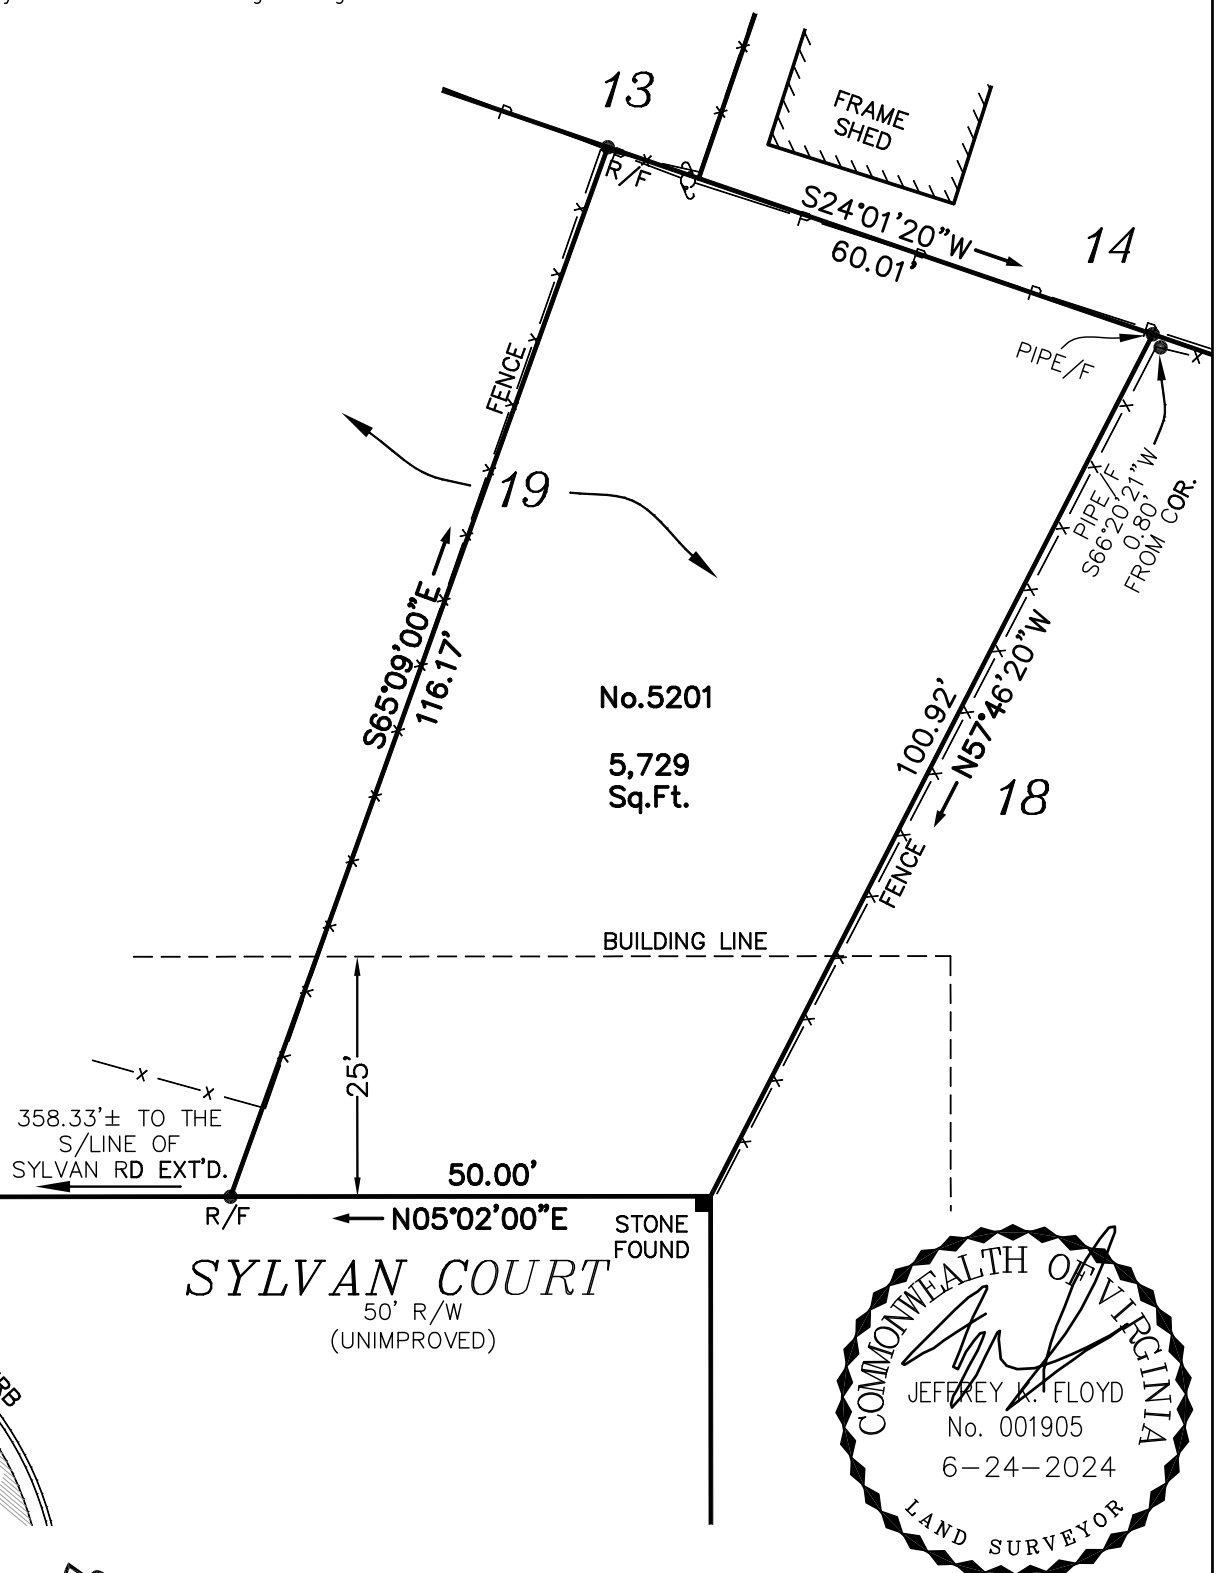 13
FRAME
SHED
R/F
S24°01'20"W
60.01'
14
PIPE/F
FENCE
19
PIPE/F
S66°20'21"W
0.80'
FROM COR.
S65°09'00"E
116.17'
No.5201
5,729
Sq.Ft.
100.92'
N57°46'20"W
18
FENCE
BUILDING LINE
25'
358.33'± TO THE
S/LINE OF
SYLVAN RD EXT'D.
50.00'
R/F
N05°02'00"E
STONE
FOUND
SYLVAN COURT
50' R/W
(UNIMPROVED)
COMMONWEALTH OF VIRGINIA
JEFFREY K. FLOYD
No. 001905
6-24-2024
LAND SURVEYOR